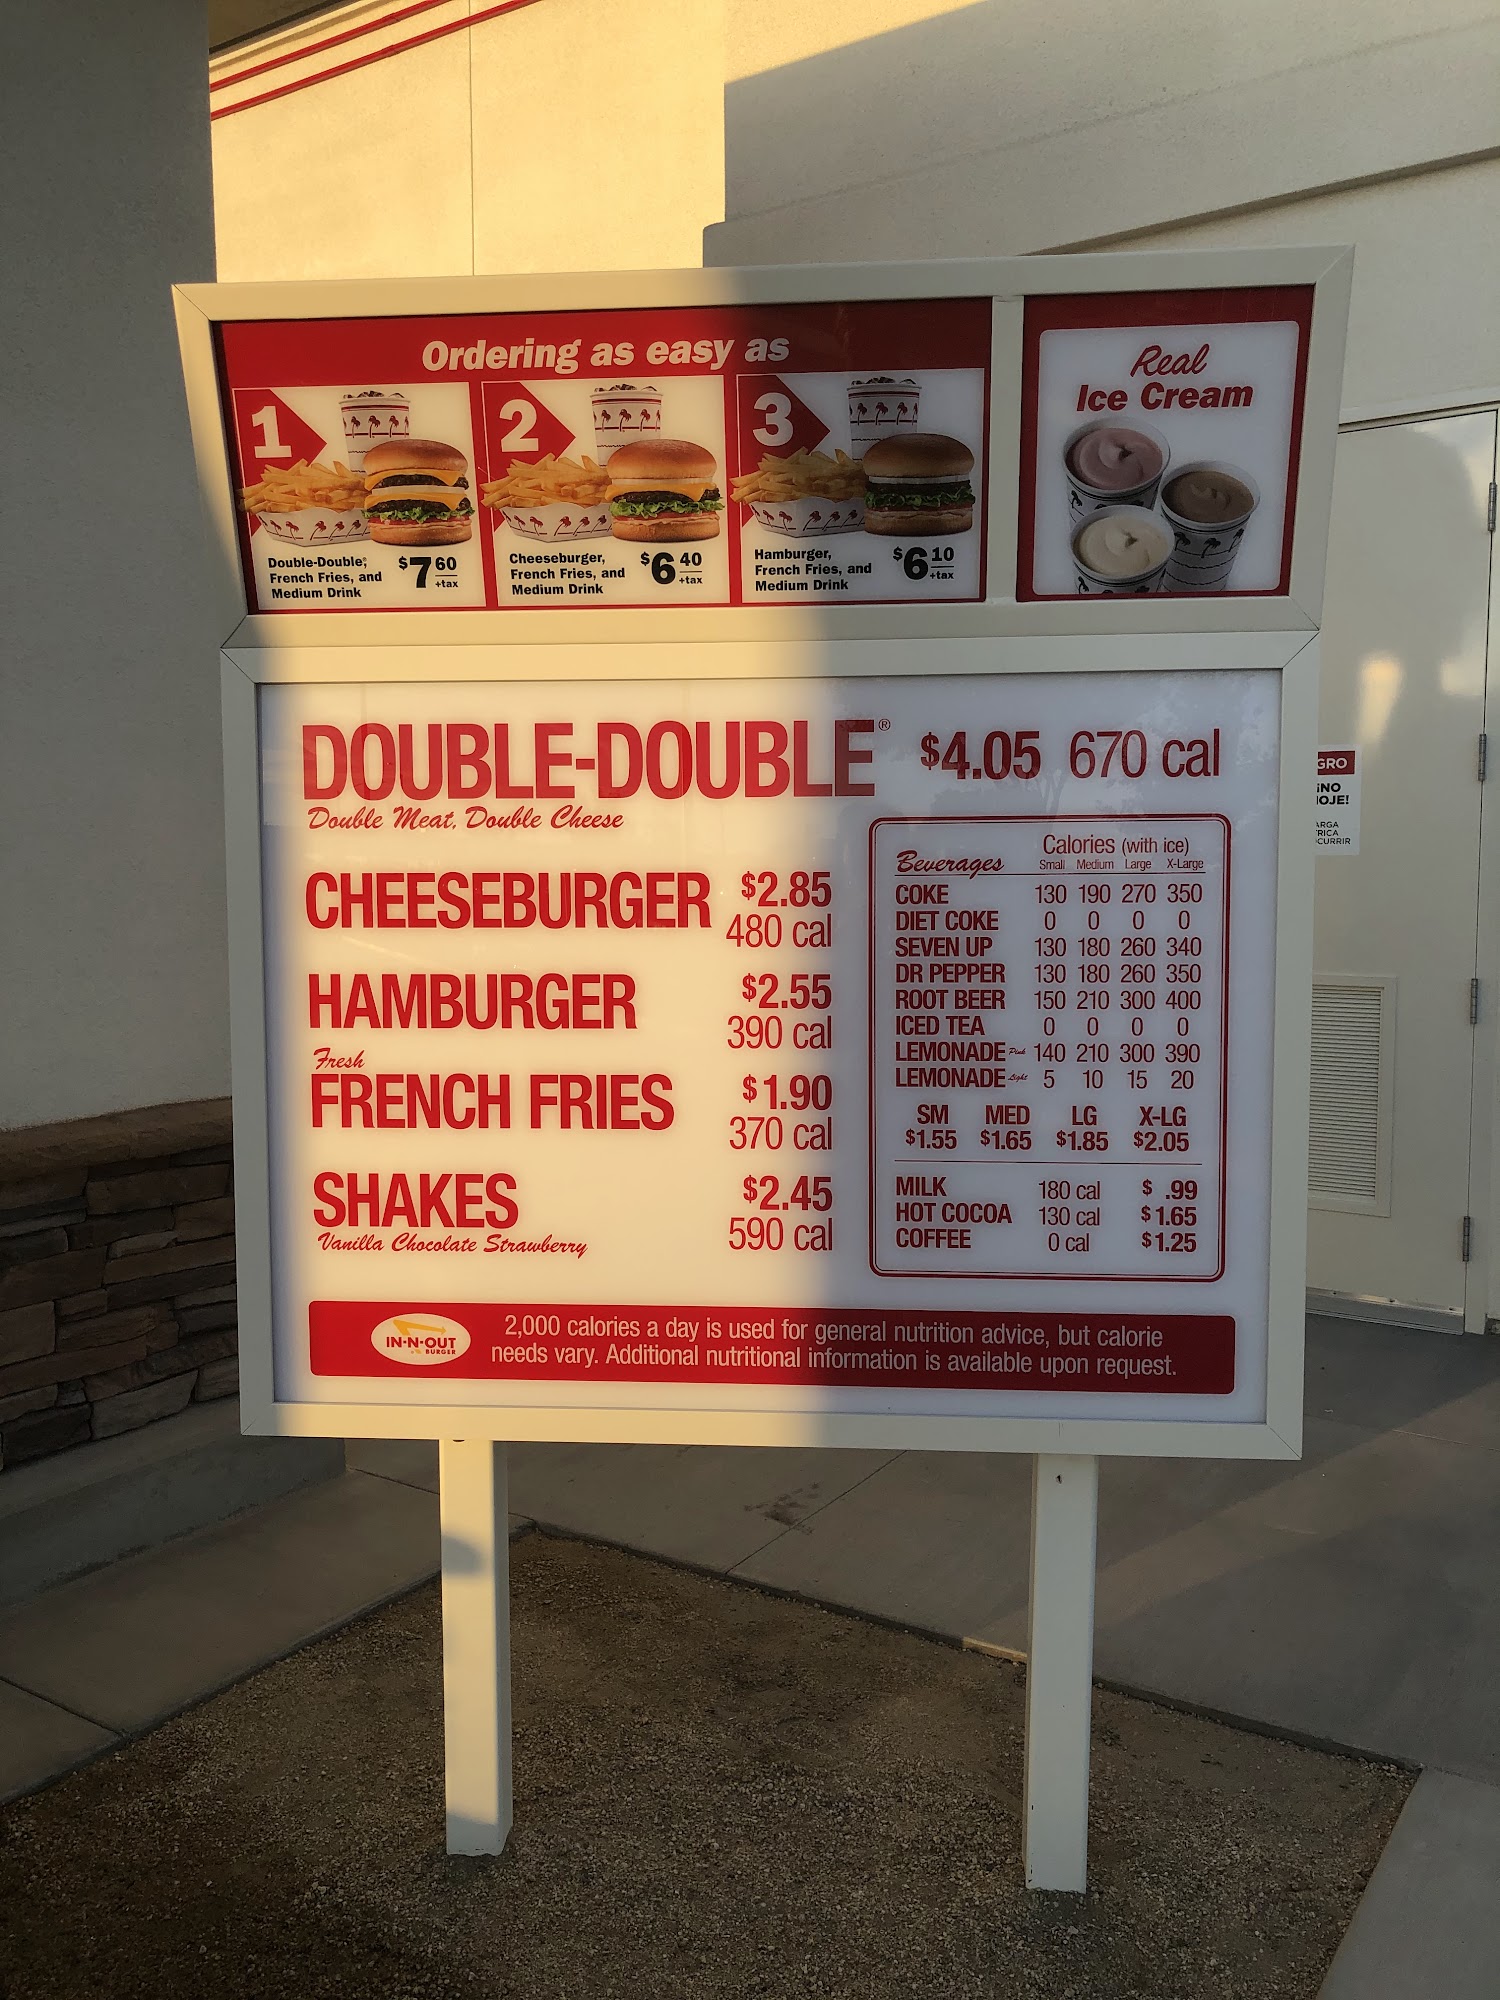 Ordering as easy as
1
Double-Double®,
French Fries, and
Medium Drink
$7 60
+tax
2
Cheeseburger,
French Fries, and
Medium Drink
$6 40
+tax
3
Hamburger,
French Fries, and
Medium Drink
$6 10
+tax
Real
Ice Cream
DOUBLE-DOUBLE® $4.05 670 cal
Double Meat, Double Cheese
CHEESEBURGER $2.85
480 cal
HAMBURGER $2.55
390 cal
Fresh
FRENCH FRIES $1.90
370 cal
SHAKES $2.45
Vanilla Chocolate Strawberry 590 cal
Calories (with ice)
Beverages Small Medium Large X-Large
COKE 130 190 270 350
DIET COKE 0 0 0 0
SEVEN UP 130 180 260 340
DR PEPPER 130 180 260 350
ROOT BEER 150 210 300 400
ICED TEA 0 0 0 0
LEMONADE Pink 140 210 300 390
LEMONADE Light 5 10 15 20
SM MED LG X-LG
$1.55 $1.65 $1.85 $2.05
MILK 180 cal $ .99
HOT COCOA 130 cal $1.65
COFFEE 0 cal $1.25
IN-N-OUT
BURGER
2,000 calories a day is used for general nutrition advice, but calorie
needs vary. Additional nutritional information is available upon request.
GRO
NO
OJE!
ARGA
RICA
CURRIR